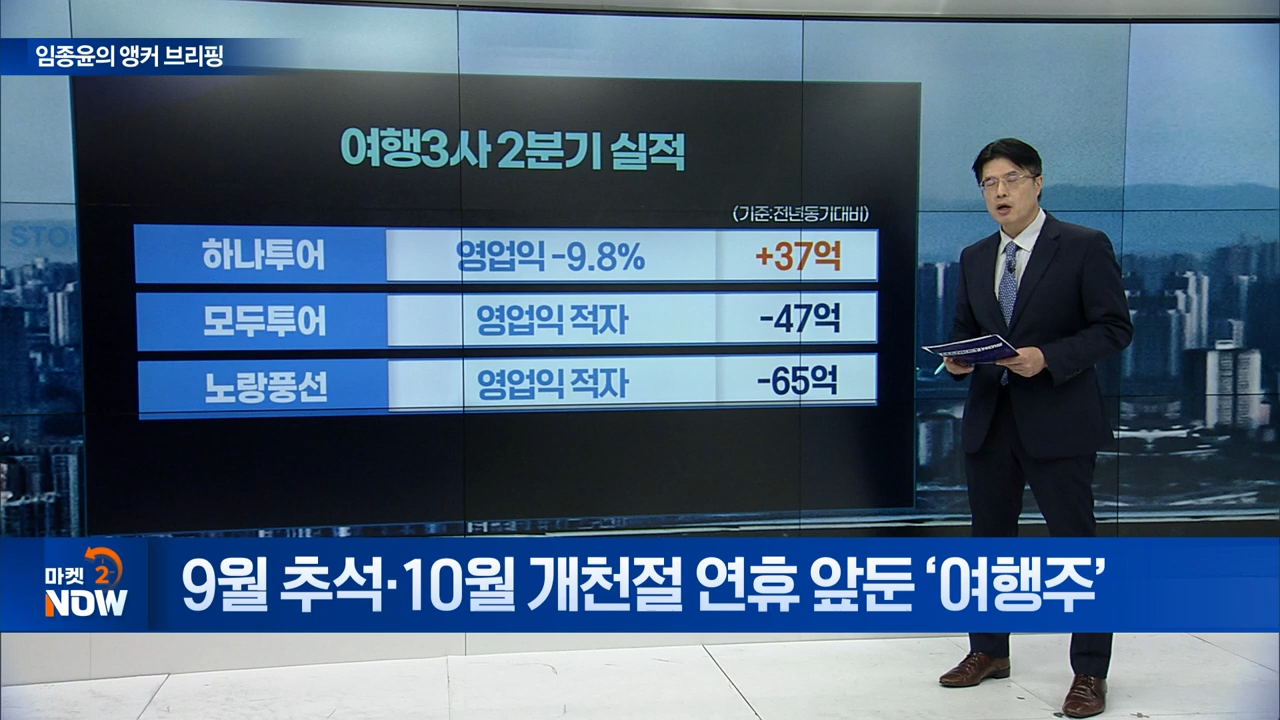 임종윤의 앵커 브리핑
여행3사 2분기 실적
(기준:전년동기대비)
하나투어 영업익 -9.8% +37억
모두투어 영업익 적자 -47억
노랑풍선 영업익 적자 -65억
마켓 2
NOW
9월 추석·10월 개천절 연휴 앞둔 ‘여행주’